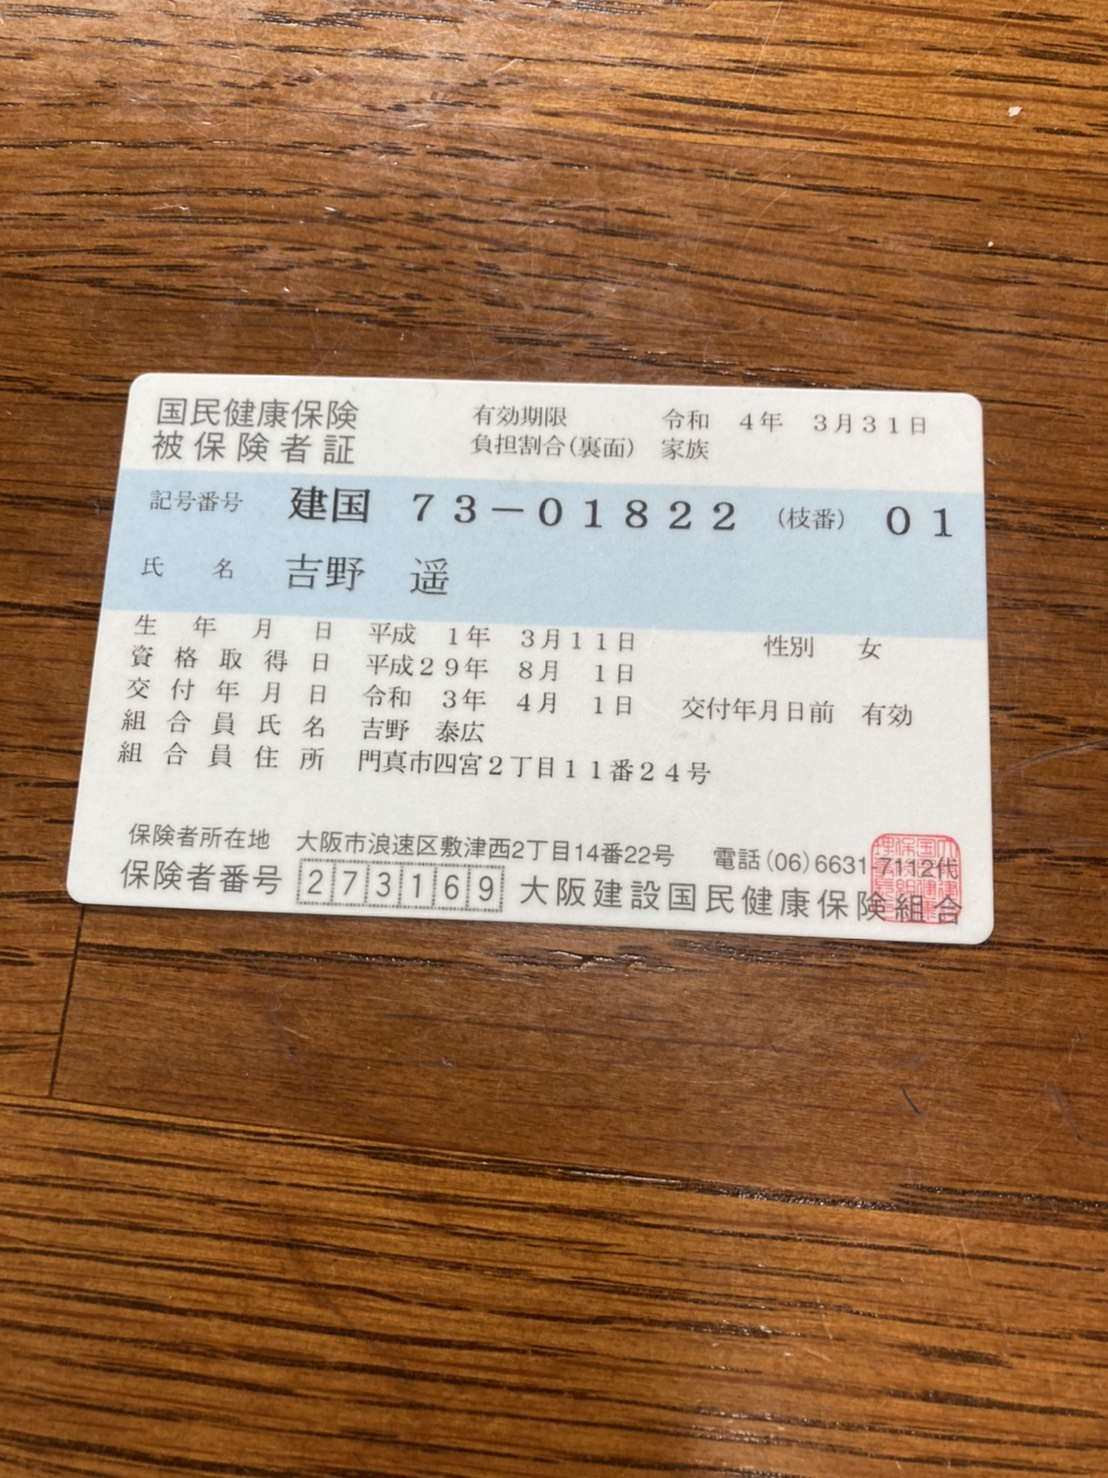 国民健康保険
被保険者証
有効期限 令和 4年 3月31日
負担割合(裏面) 家族
記号番号 建国 73-01822 (枝番) 01
氏名 吉野 遥
生年月日 平成 1年 3月11日 性別 女
資格取得日 平成29年 8月 1日
交付年月日 令和 3年 4月 1日 交付年月日前 有効
組合員氏名 吉野 泰広
組合員住所 門真市四宮2丁目11番24号
保険者所在地 大阪市浪速区敷津西2丁目14番22号 電話(06)6631-7112代
保険者番号 273169 大阪建設国民健康保険組合